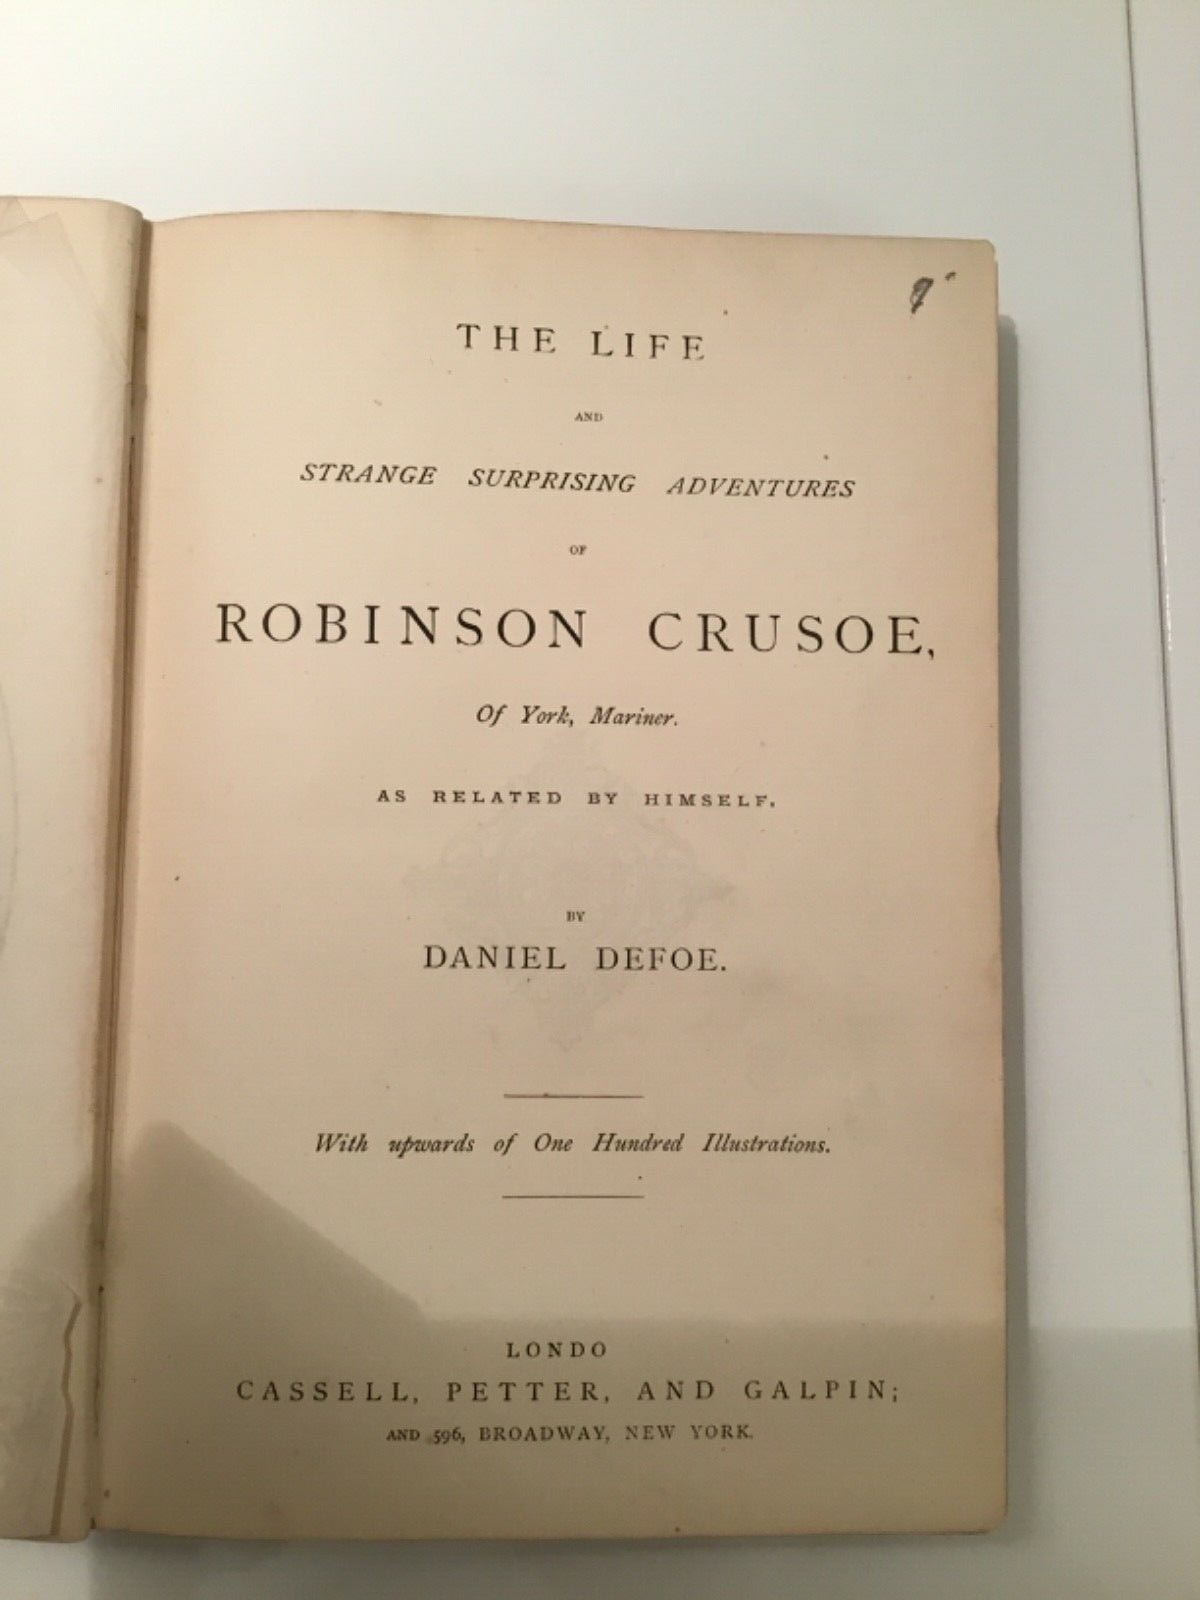 THE LIFE
AND
STRANGE SURPRISING ADVENTURES
OF
ROBINSON CRUSOE,
Of York, Mariner.
AS RELATED BY HIMSELF.
BY
DANIEL DEFOE.
With upwards of One Hundred Illustrations.
LONDO
CASSELL, PETTER, AND GALPIN;
AND 596, BROADWAY, NEW YORK.